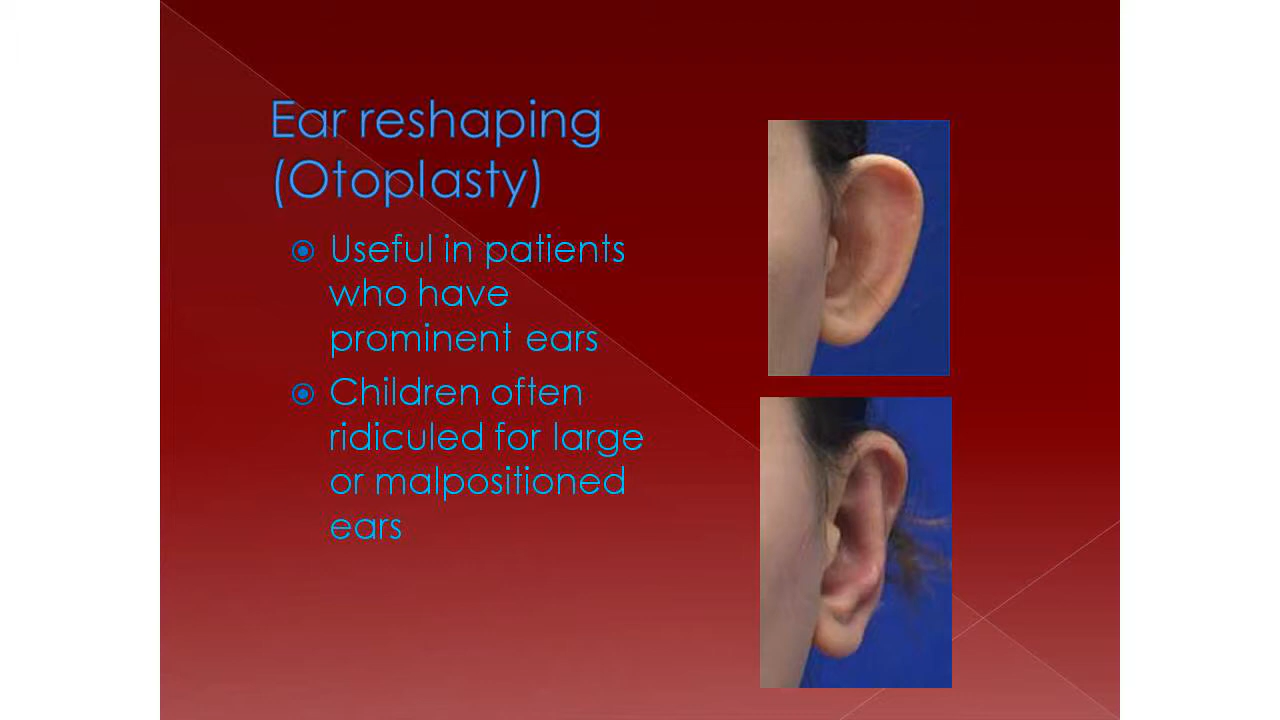 Ear reshaping
(Otoplasty)
Useful in patients
who have
prominent ears
Children often
ridiculed for large
or malpositioned
ears